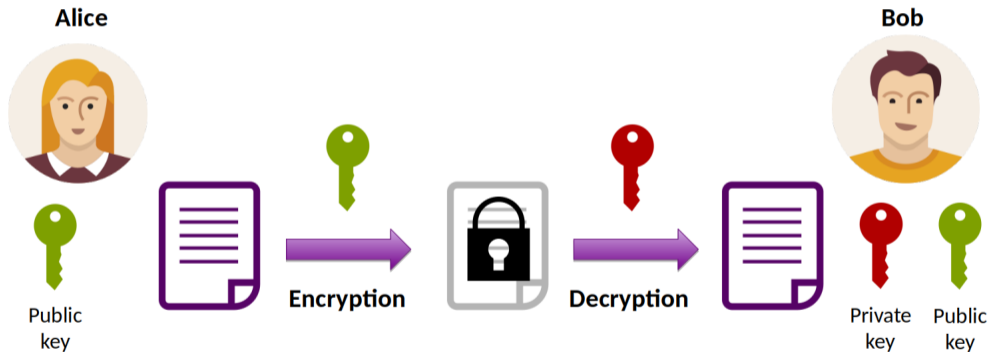 Alice
Bob
Encryption
Decryption
Public
key
Private
key
Public
key